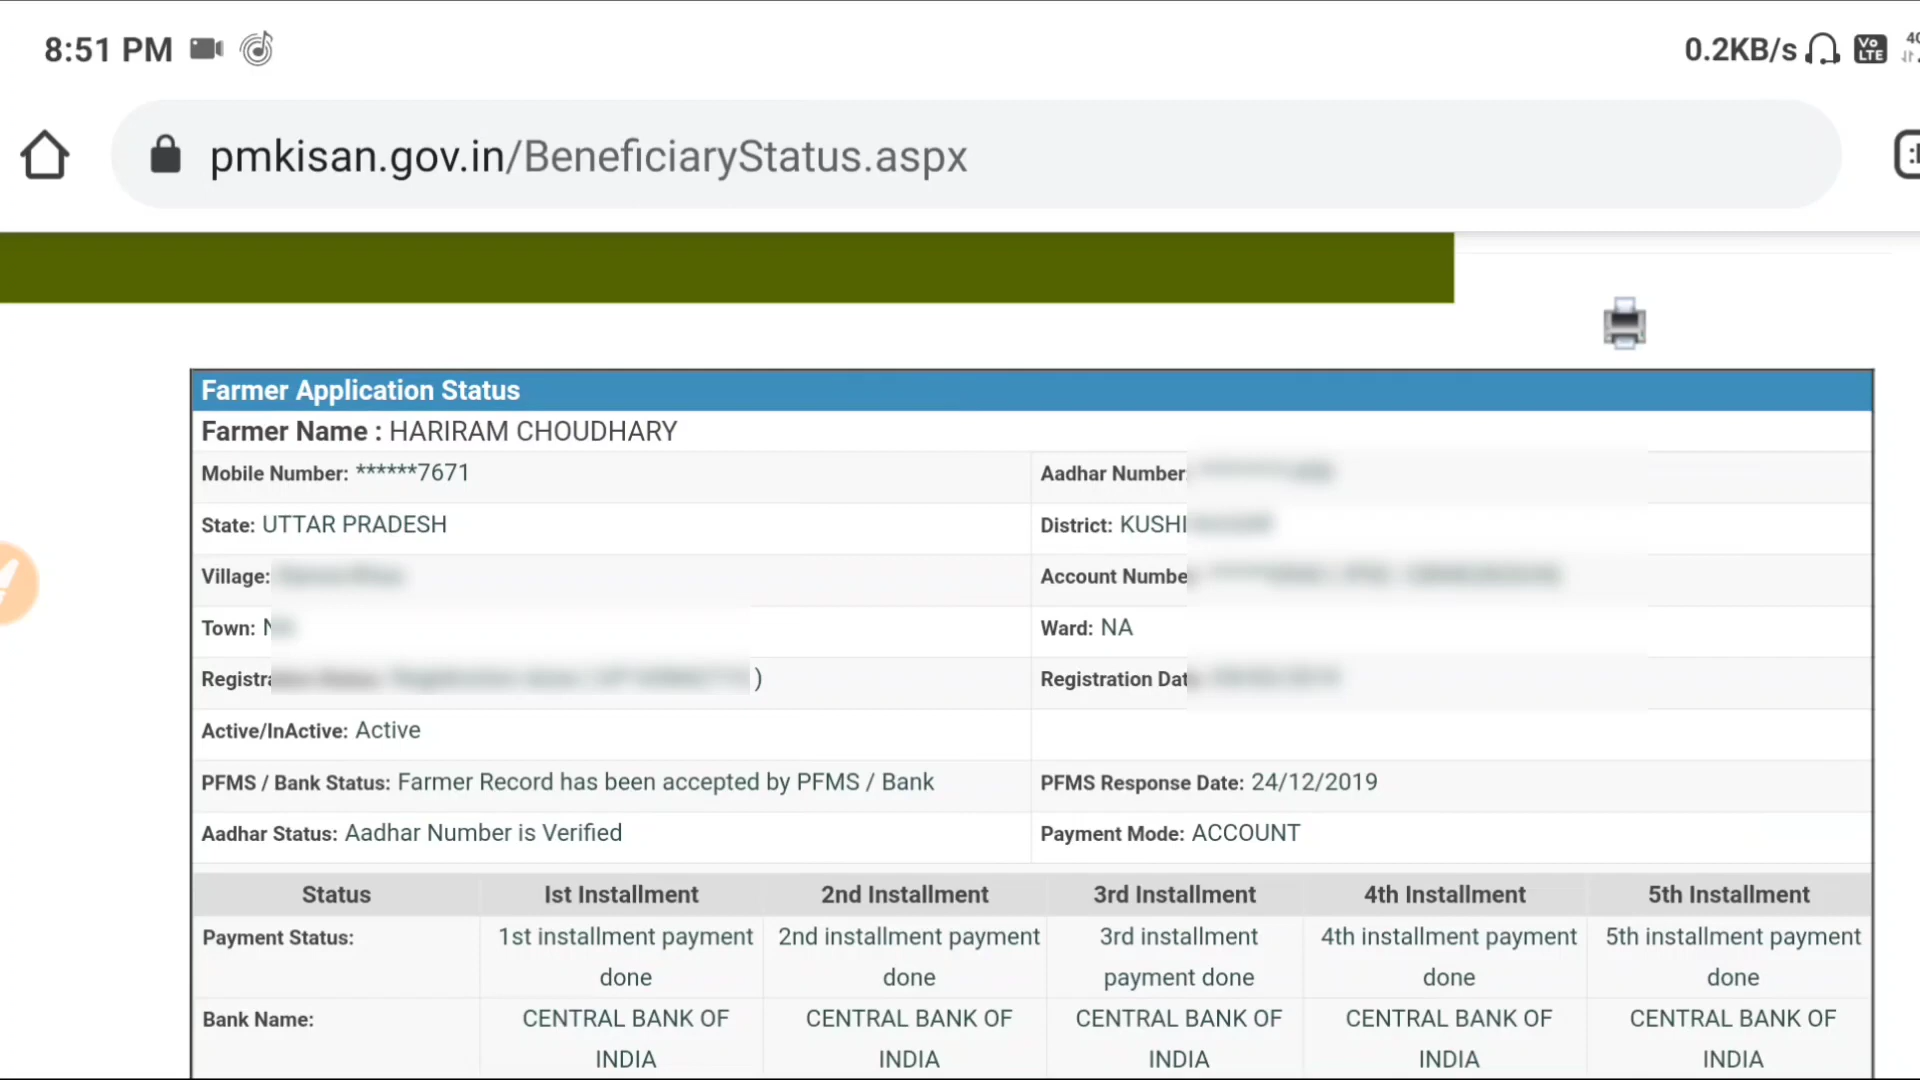 8:51 PM
0.2KB/s Vo LTE
pmkisan.gov.in/BeneficiaryStatus.aspx
Farmer Application Status
Farmer Name : HARIRAM CHOUDHARY
Mobile Number: ******7671 Aadhar Number
State: UTTAR PRADESH District: KUSHI
Village:
Town: Ward: NA
)
Active/InActive: Active
PFMS / Bank Status: Farmer Record has been accepted by PFMS / Bank PFMS Response Date: 24/12/2019
Aadhar Status: Aadhar Number is Verified Payment Mode: ACCOUNT
Status Ist Installment 2nd Installment 3rd Installment 4th Installment 5th Installment
Payment Status: 1st installment payment 2nd installment payment 3rd installment 4th installment payment 5th installment payment
done done payment done done done
Bank Name: CENTRAL BANK OF CENTRAL BANK OF CENTRAL BANK OF CENTRAL BANK OF CENTRAL BANK OF
INDIA INDIA INDIA INDIA INDIA